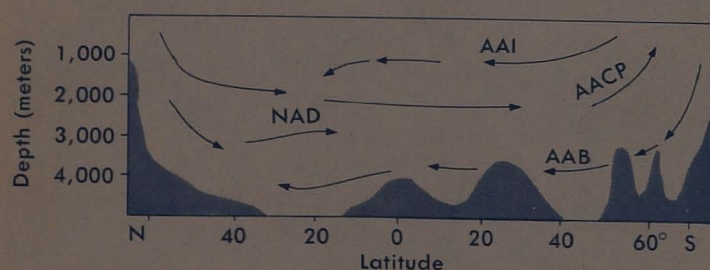 AAI
1,000
AACP
2,000
NAD
3,000
AAB
4,000
Depth (meters)
N 40 20 0 20 40 60° S
Latitude